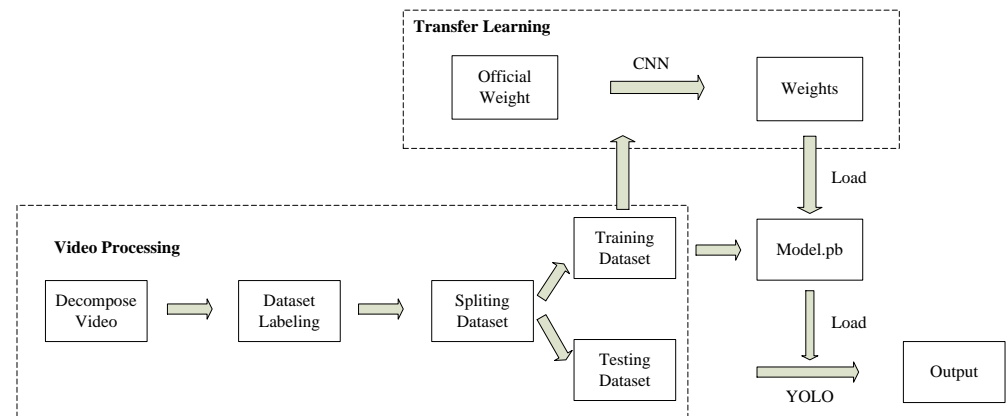 Transfer Learning
Official
Weight
CNN
Weights
Load
Video Processing
Training
Dataset
Model.pb
Decompose
Video
Dataset
Labeling
Spliting
Dataset
Load
Testing
Dataset
YOLO
Output